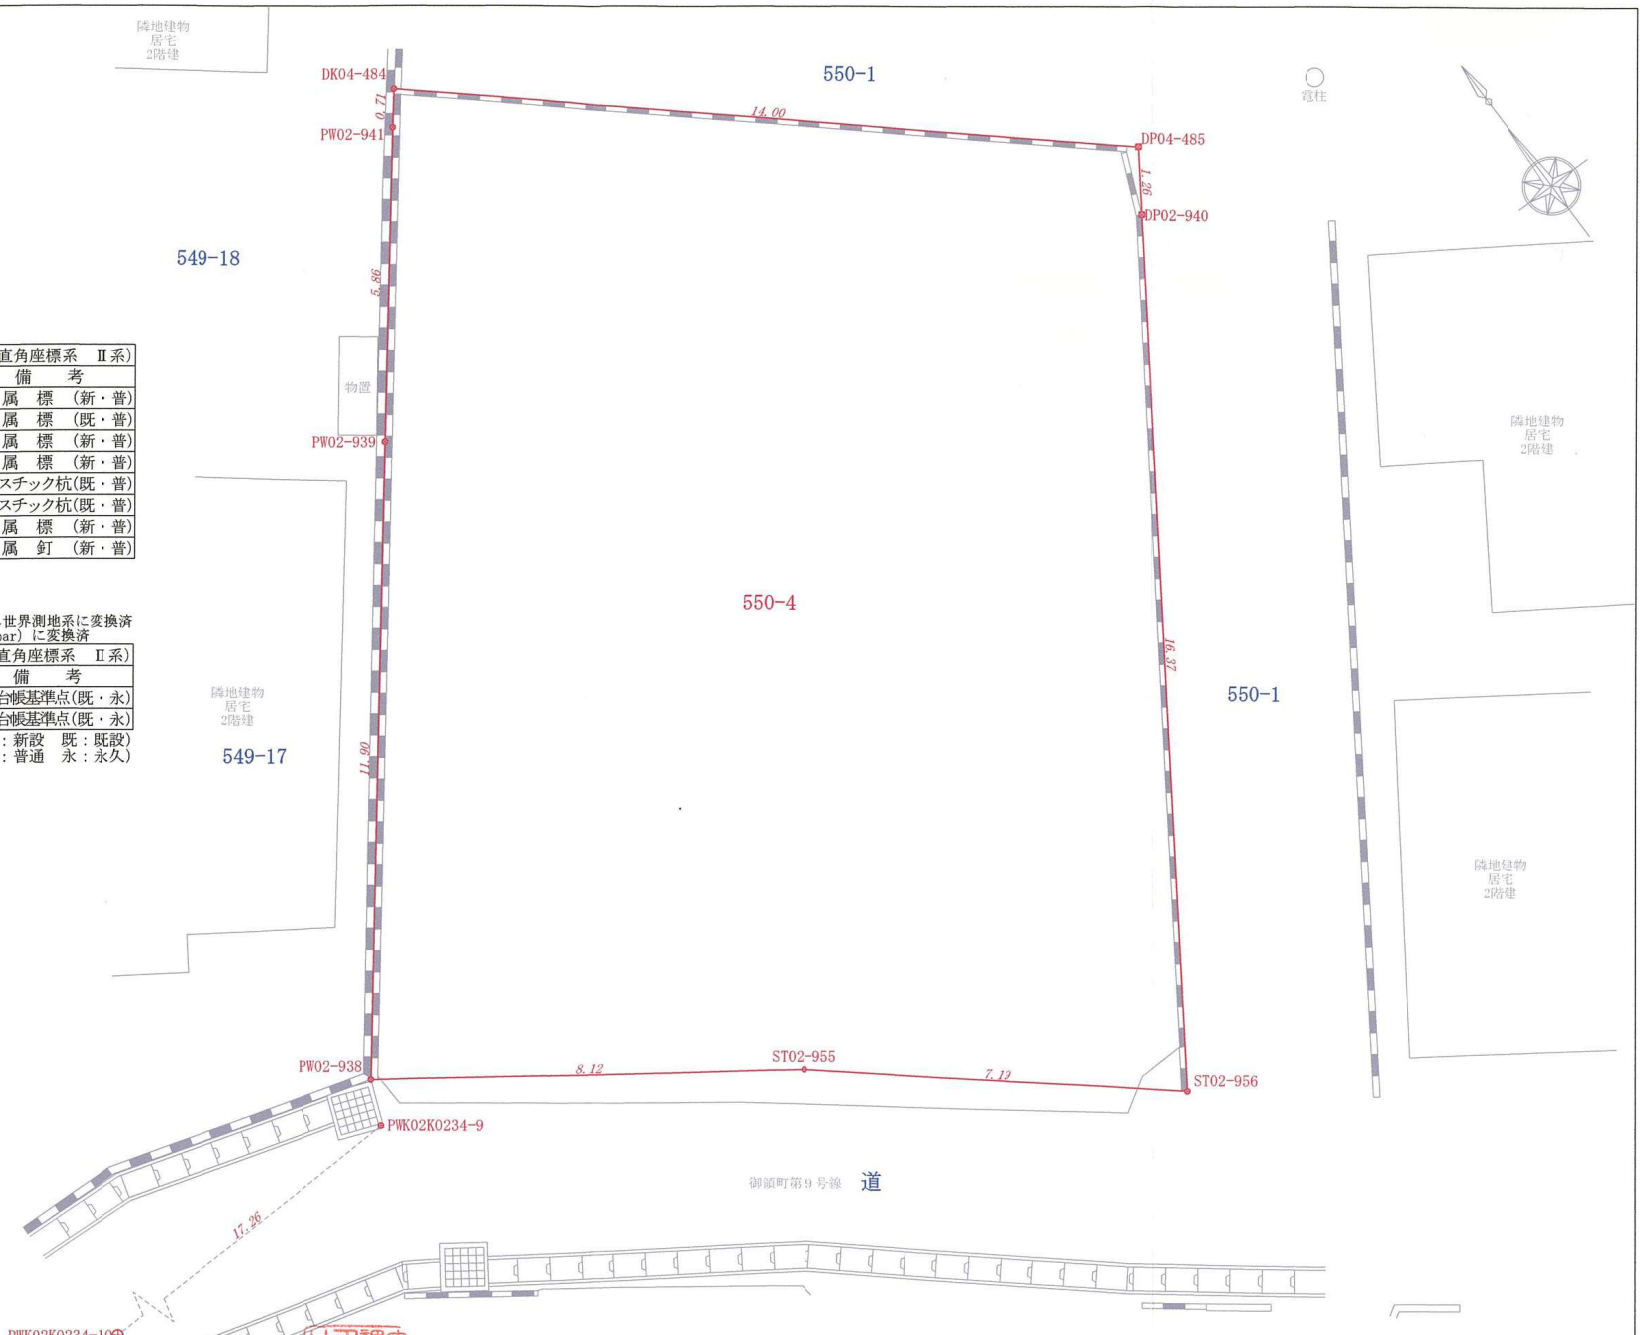 隣地建物
居宅
2階建
DK04-484
0.71
PW02-941
550-1
14.00
電柱
DP04-485
1.26
DP02-940
549-18
5.86
直角座標系 Ⅱ系)
備 考
属 標 (新・普)
属 標 (既・普)
属 標 (新・普)
属 標 (新・普)
スチック杭(既・普)
スチック杭(既・普)
属 標 (新・普)
属 釘 (新・普)
物置
PW02-939
隣地建物
居宅
2階建
550-4
世界測地系に変換済
par) に変換済
直角座標系 Ⅱ系)
備 考
台帳基準点(既・永)
台帳基準点(既・永)
:新設 既:既設)
:普通 永:永久)
隣地建物
居宅
2階建
549-17
11.90
16.37
550-1
隣地建物
居宅
2階建
PW02-938
8.12
ST02-955
7.19
ST02-956
PWK02K0234-9
御領町第9号線 道
17.26
PWK02K0234-10